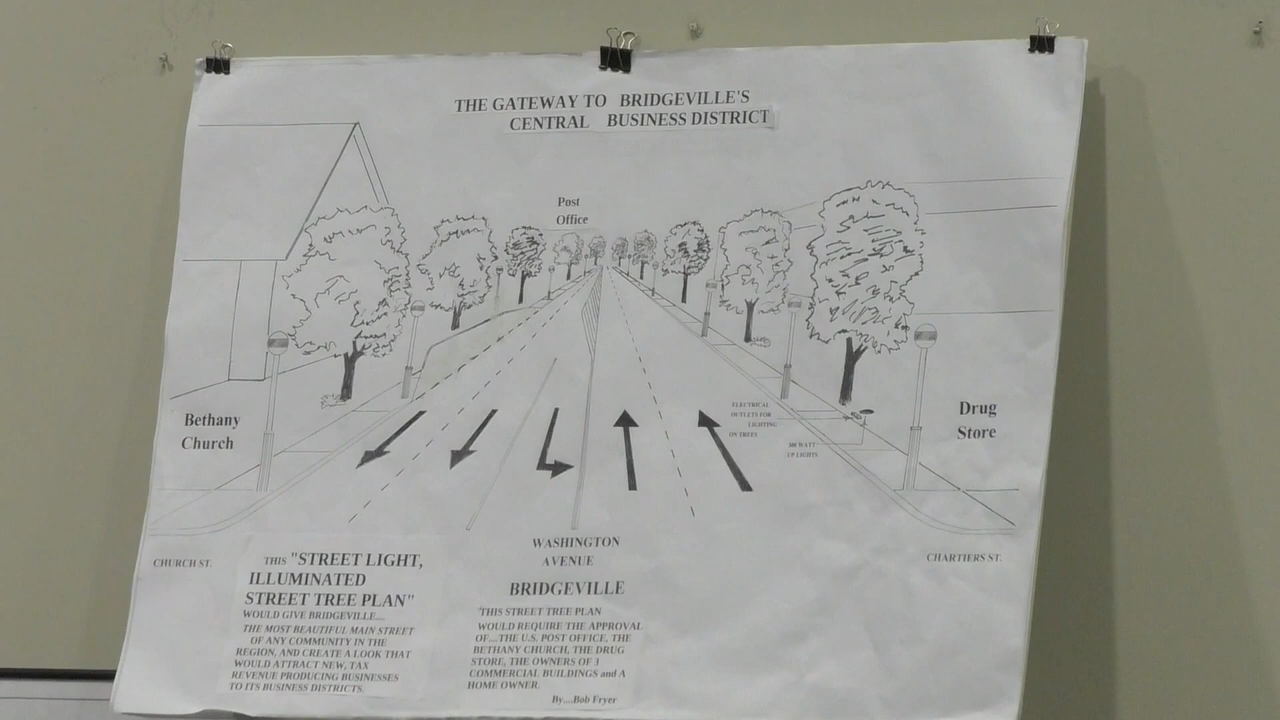 THE GATEWAY TO BRIDGEVILLE'S
CENTRAL BUSINESS DISTRICT
Post
Office
Bethany
Church
Drug
Store
ELECTRICAL
OUTLETS FOR
LIGHTING
ON TREES
300 WATT
UP LIGHTS
CHURCH ST.
WASHINGTON
AVENUE
CHARTIERS ST.
THIS "STREET LIGHT,
ILLUMINATED
STREET TREE PLAN"
WOULD GIVE BRIDGEVILLE....
THE MOST BEAUTIFUL MAIN STREET
OF ANY COMMUNITY IN THE
REGION, AND CREATE A LOOK THAT
WOULD ATTRACT NEW, TAX
REVENUE PRODUCING BUSINESSES
TO ITS BUSINESS DISTRICTS.
BRIDGEVILLE
THIS STREET TREE PLAN
WOULD REQUIRE THE APPROVAL
OF....THE U.S. POST OFFICE, THE
BETHANY CHURCH, THE DRUG
STORE, THE OWNERS OF 3
COMMERCIAL BUILDINGS and A
HOME OWNER.
By....Bob Fryer